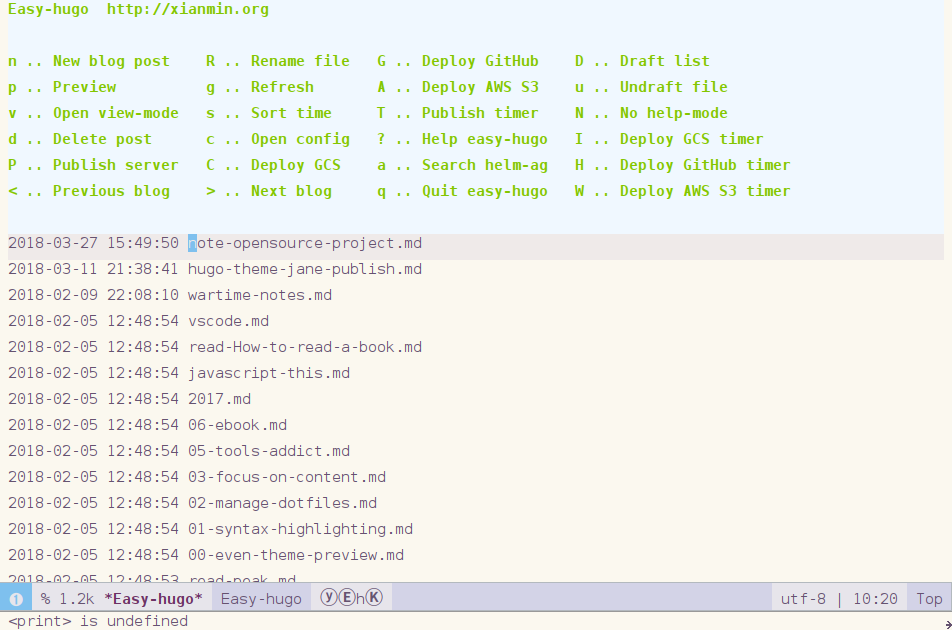 Easy-hugo  http://xianmin.org
n .. New blog post    R .. Rename file   G .. Deploy GitHub    D .. Draft list
p .. Preview          g .. Refresh       A .. Deploy AWS S3    u .. Undraft file
v .. Open view-mode   s .. Sort time     T .. Publish timer    N .. No help-mode
d .. Delete post      c .. Open config   ? .. Help easy-hugo   I .. Deploy GCS timer
P .. Publish server   C .. Deploy GCS    a .. Search helm-ag   H .. Deploy GitHub timer
< .. Previous blog    > .. Next blog     q .. Quit easy-hugo   W .. Deploy AWS S3 timer
2018-03-27 15:49:50 note-opensource-project.md
2018-03-11 21:38:41 hugo-theme-jane-publish.md
2018-02-09 22:08:10 wartime-notes.md
2018-02-05 12:48:54 vscode.md
2018-02-05 12:48:54 read-How-to-read-a-book.md
2018-02-05 12:48:54 javascript-this.md
2018-02-05 12:48:54 2017.md
2018-02-05 12:48:54 06-ebook.md
2018-02-05 12:48:54 05-tools-addict.md
2018-02-05 12:48:54 03-focus-on-content.md
2018-02-05 12:48:54 02-manage-dotfiles.md
2018-02-05 12:48:54 01-syntax-highlighting.md
2018-02-05 12:48:54 00-even-theme-preview.md
2018-02-05 12:48:53 read-peak.md
❶ % 1.2k *Easy-hugo* Easy-hugo ⓨⒺhⓀ utf-8 | 10:20 Top
<print> is undefined